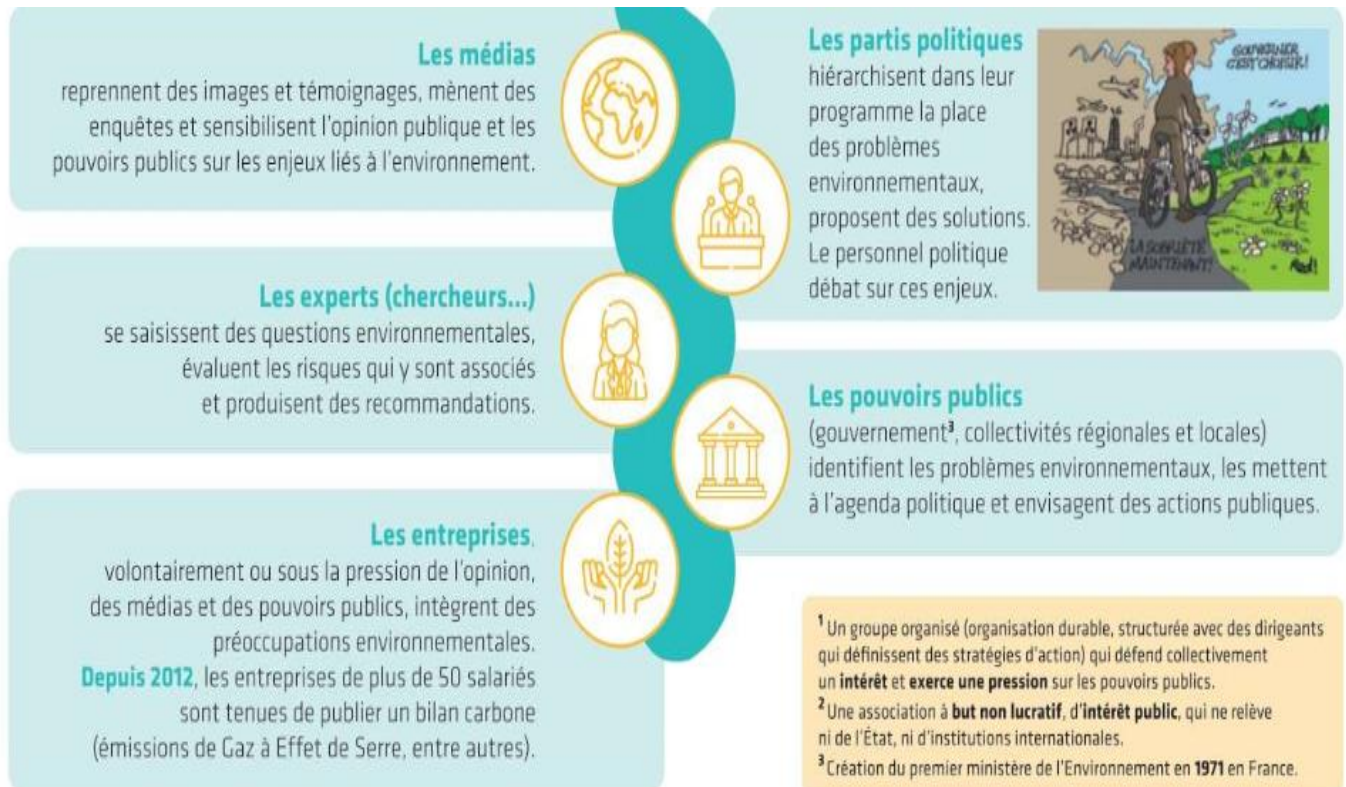 Les médias
reprennent des images et témoignages, mènent des
enquêtes et sensibilisent l'opinion publique et les
pouvoirs publics sur les enjeux liés à l'environnement.
Les partis politiques
hiérarchisent dans leur
programme la place
des problèmes
environnementaux,
proposent des solutions.
Le personnel politique
débat sur ces enjeux.
GOUVERNER
C'EST CHOISIR!
LA SOBRIÉTÉ
MAINTENANT!
Red!
Les experts (chercheurs...)
se saisissent des questions environnementales,
évaluent les risques qui y sont associés
et produisent des recommandations.
Les pouvoirs publics
(gouvernement³, collectivités régionales et locales)
identifient les problèmes environnementaux, les mettent
à l'agenda politique et envisagent des actions publiques.
Les entreprises,
volontairement ou sous la pression de l'opinion,
des médias et des pouvoirs publics, intègrent des
préoccupations environnementales.
Depuis 2012, les entreprises de plus de 50 salariés
sont tenues de publier un bilan carbone
(émissions de Gaz à Effet de Serre, entre autres).
¹ Un groupe organisé (organisation durable, structurée avec des dirigeants
qui définissent des stratégies d'action) qui défend collectivement
un intérêt et exerce une pression sur les pouvoirs publics.
² Une association à but non lucratif, d'intérêt public, qui ne relève
ni de l'État, ni d'institutions internationales.
³ Création du premier ministère de l'Environnement en 1971 en France.